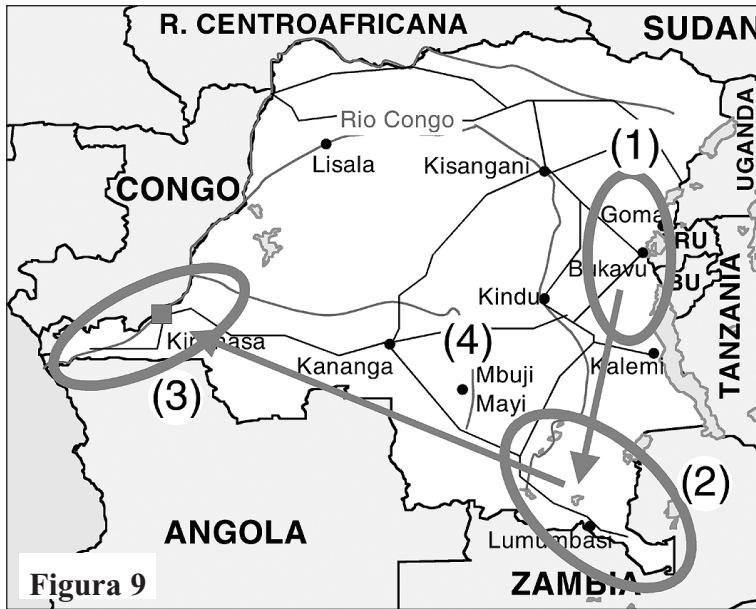 R. CENTROAFRICANA
SUDAN
UGANDA
Rio Congo
(1)
Lisala
Kisangani
CONGO
Goma
RU
Bukavu
BU
TANZANIA
Kindu
(4)
Kananga
Kalemi
Mbuji
Mayi
(3)
(2)
ANGOLA
Lumumbasi
ZAMBIA
Figura 9